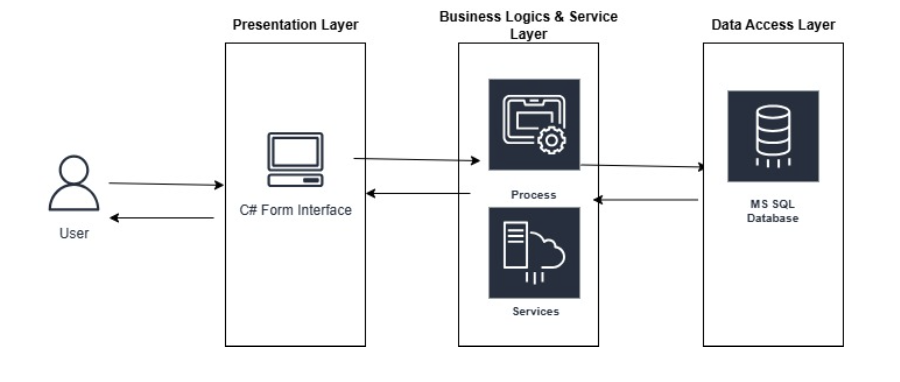 Presentation Layer
Business Logics & Service
Layer
Data Access Layer
User
C# Form Interface
Process
Services
MS SQL
Database